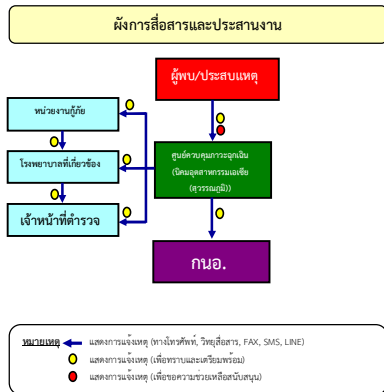 ผังการสื่อสารและประสานงาน
ผู้พบ/ประสบเหตุ
หน่วยงานกู้ภัย
โรงพยาบาลที่เกี่ยวข้อง
เจ้าหน้าที่ตำรวจ
ศูนย์ควบคุมภาวะฉุกเฉิน
(นิคมอุตสาหกรรมเอเซีย
(สุวรรณภูมิ))
กนอ.
หมายเหตุ แสดงการแจ้งเหตุ (ทางโทรศัพท์, วิทยุสื่อสาร, FAX, SMS, LINE)
แสดงการแจ้งเหตุ (เพื่อทราบและเตรียมพร้อม)
แสดงการแจ้งเหตุ (เพื่อขอความช่วยเหลือสนับสนุน)